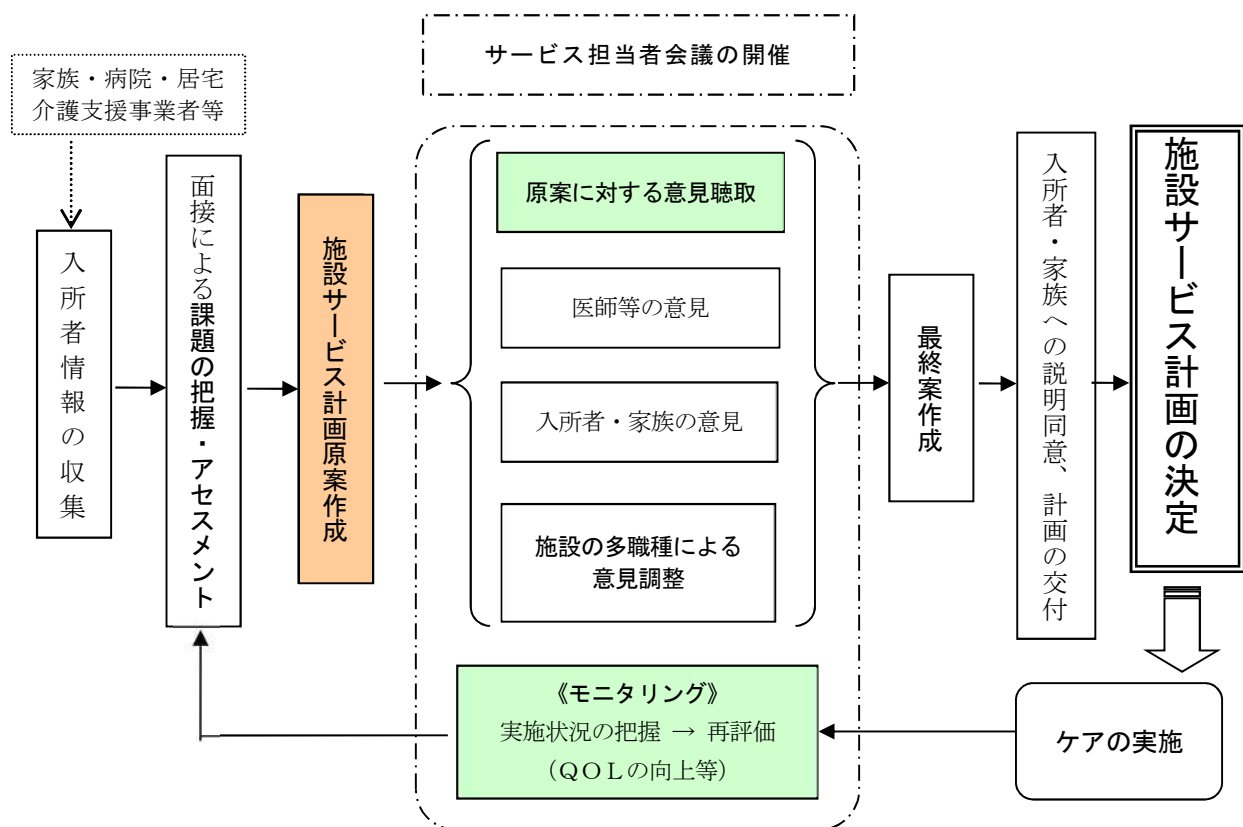 サービス担当者会議の開催
家族・病院・居宅
介護支援事業者等
入所者情報の収集
面接による課題の把握・アセスメント
施設サービス計画原案作成
原案に対する意見聴取
医師等の意見
入所者・家族の意見
施設の多職種による
意見調整
最終案作成
入所者・家族への説明同意、計画の交付
施設サービス計画の決定
ケアの実施
《モニタリング》
実施状況の把握 → 再評価
（ＱＯＬの向上等）